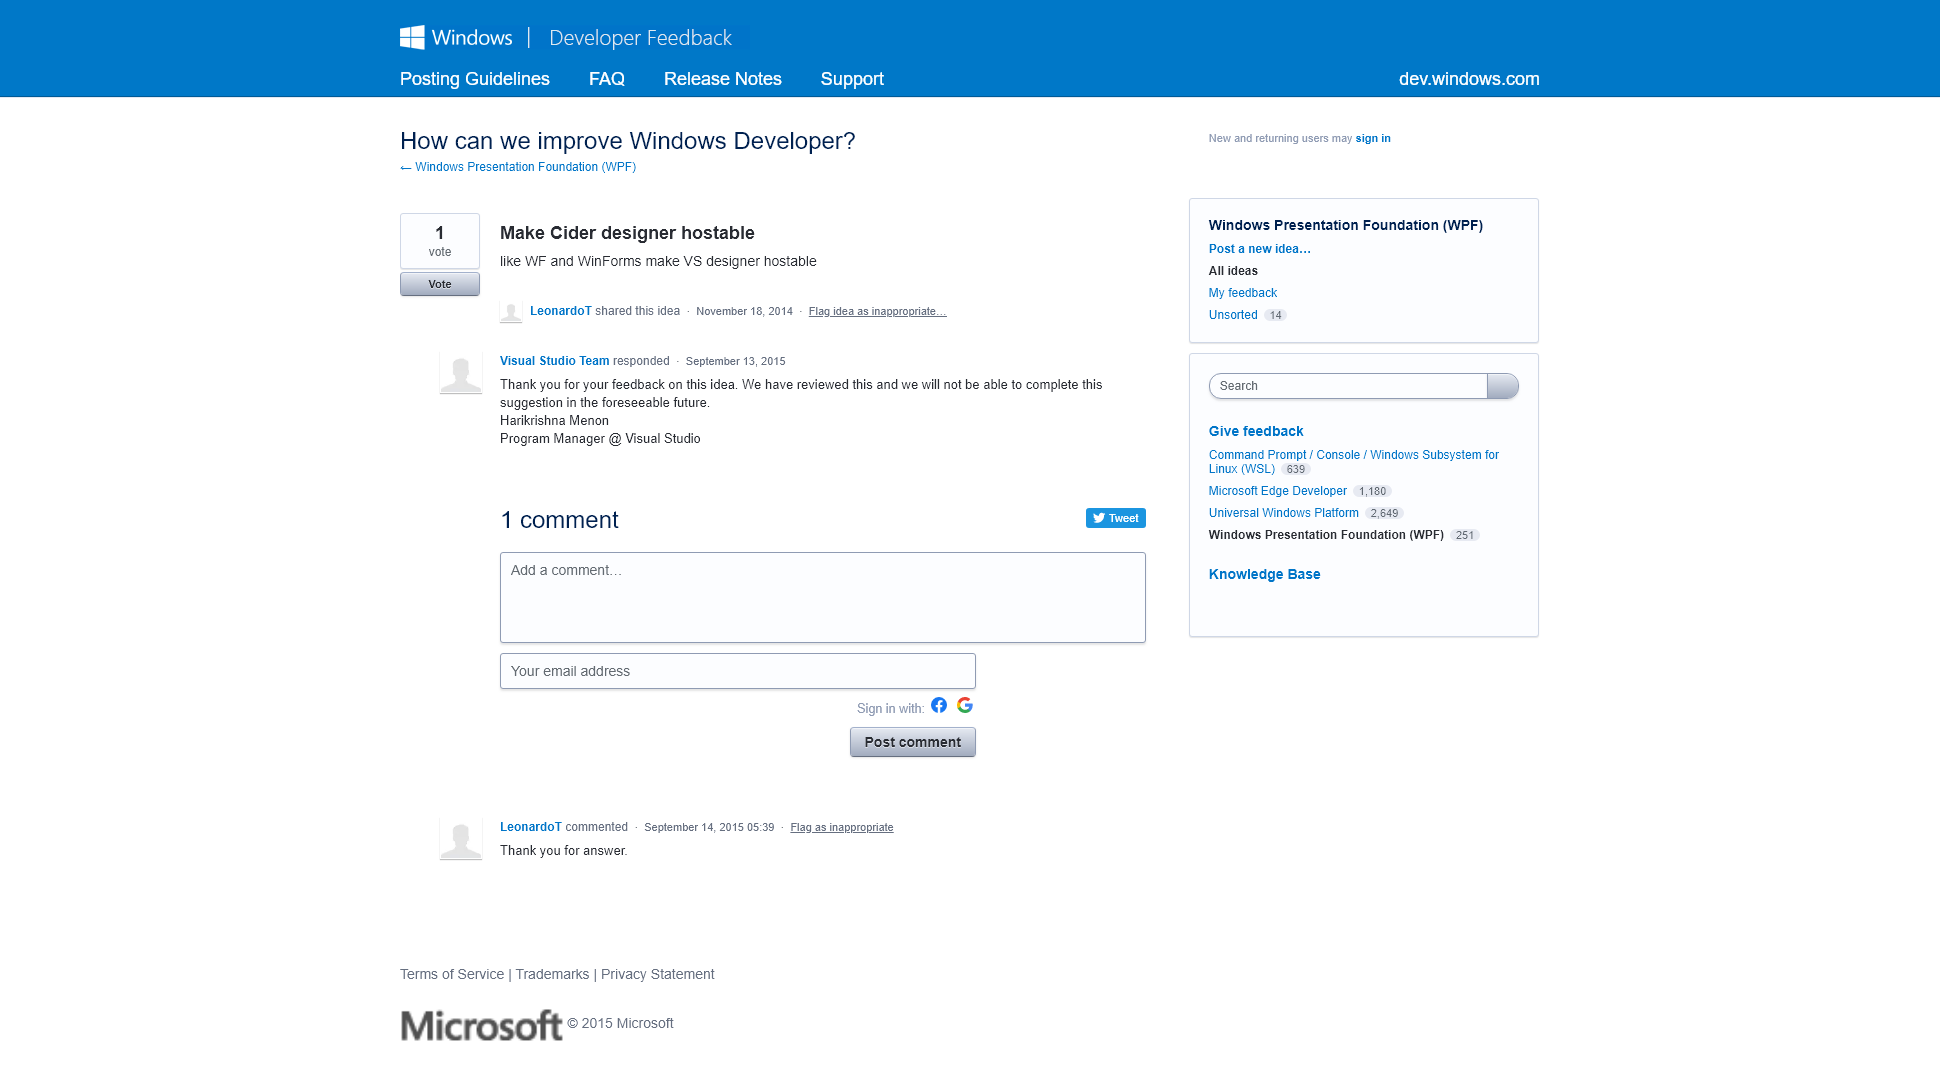 Windows | Developer Feedback
Posting Guidelines FAQ Release Notes Support dev.windows.com
How can we improve Windows Developer?
← Windows Presentation Foundation (WPF)
New and returning users may sign in
1
vote
Vote
Make Cider designer hostable
like WF and WinForms make VS designer hostable
LeonardoT shared this idea · November 18, 2014 · Flag idea as inappropriate…
Visual Studio Team responded · September 13, 2015
Thank you for your feedback on this idea. We have reviewed this and we will not be able to complete this
suggestion in the foreseeable future.
Harikrishna Menon
Program Manager @ Visual Studio
1 comment
Tweet
Add a comment…
Your email address
Sign in with:
Post comment
LeonardoT commented · September 14, 2015 05:39 · Flag as inappropriate
Thank you for answer.
Windows Presentation Foundation (WPF)
Post a new idea…
All ideas
My feedback
Unsorted 14
Search
Give feedback
Command Prompt / Console / Windows Subsystem for
Linux (WSL) 639
Microsoft Edge Developer 1,180
Universal Windows Platform 2,649
Windows Presentation Foundation (WPF) 251
Knowledge Base
Terms of Service | Trademarks | Privacy Statement
Microsoft © 2015 Microsoft